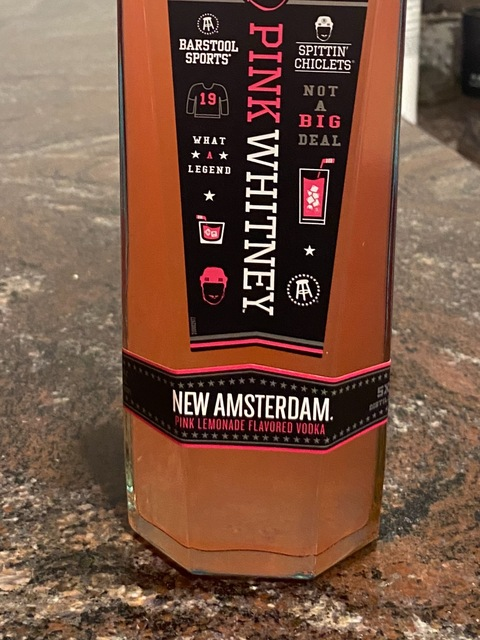 BARSTOOL
SPORTS
19
WHAT
A
LEGEND
PINK WHITNEY
SPITTIN'
CHICLETS
NOT
A
BIG
DEAL
NEW AMSTERDAM.
PINK LEMONADE FLAVORED VODKA